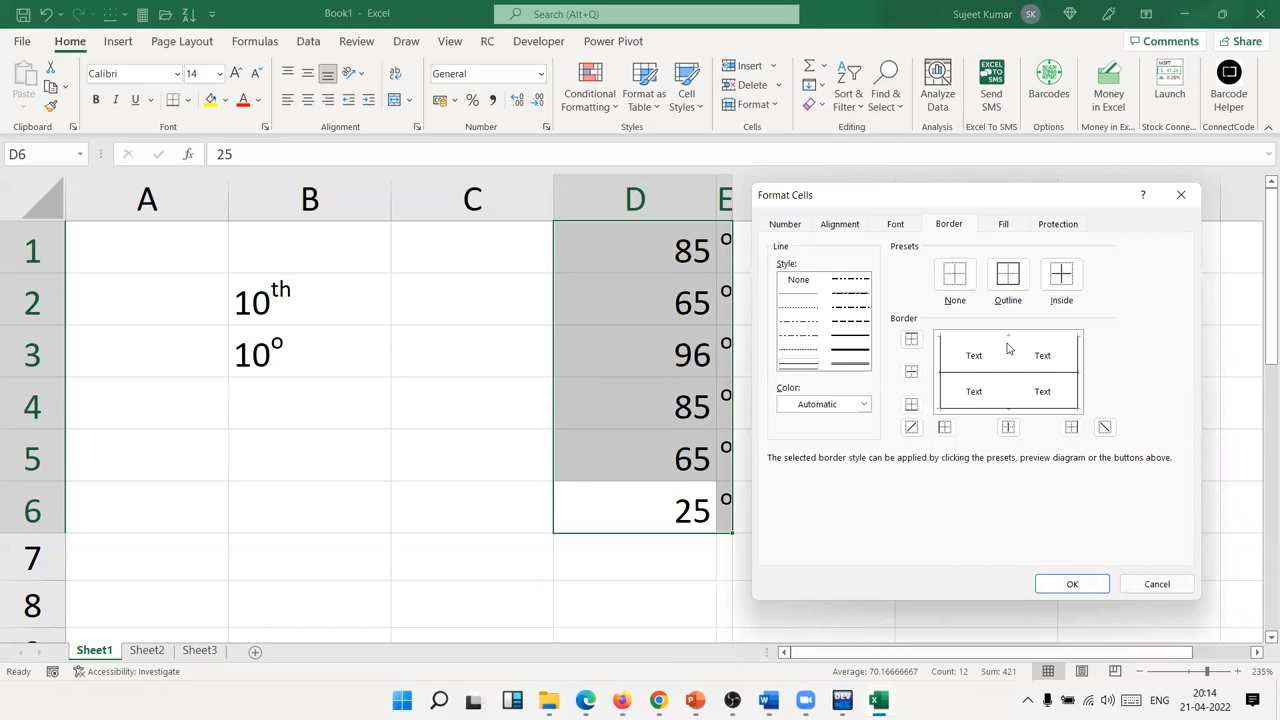 Book1 - Excel
Search (Alt+Q)
Sujeet Kumar
SK
File
Home
Insert
Page Layout
Formulas
Data
Review
Draw
View
RC
Developer
Power Pivot
Comments
Share
Paste
Calibri
14
General
Conditional Formatting
Format as Table
Cell Styles
Insert
Delete
Format
Sort & Filter
Find & Select
Analyze Data
EXCEL TO SMS
Send SMS
Barcodes
Money in Excel
MSFT
Launch
Barcode Helper
Clipboard
Font
Alignment
Number
Styles
Cells
Editing
Analysis
Excel To SMS
Options
Money in Ex...
Stock Conne...
ConnectCode
D6
fx
25
A B C D E
1 85 o
2 10th 65 o
3 10o 96 o
4 85 o
5 65 o
6 25 o
7
8
Format Cells
Number
Alignment
Font
Border
Fill
Protection
Line
Style:
None
Color:
Automatic
Presets
None
Outline
Inside
Border
Text Text
Text Text
The selected border style can be applied by clicking the presets, preview diagram or the buttons above.
OK
Cancel
Sheet1
Sheet2
Sheet3
Ready
Accessibility: Investigate
Average: 70.16666667
Count: 12
Sum: 421
235%
DEV
ENG
20:14
21-04-2022